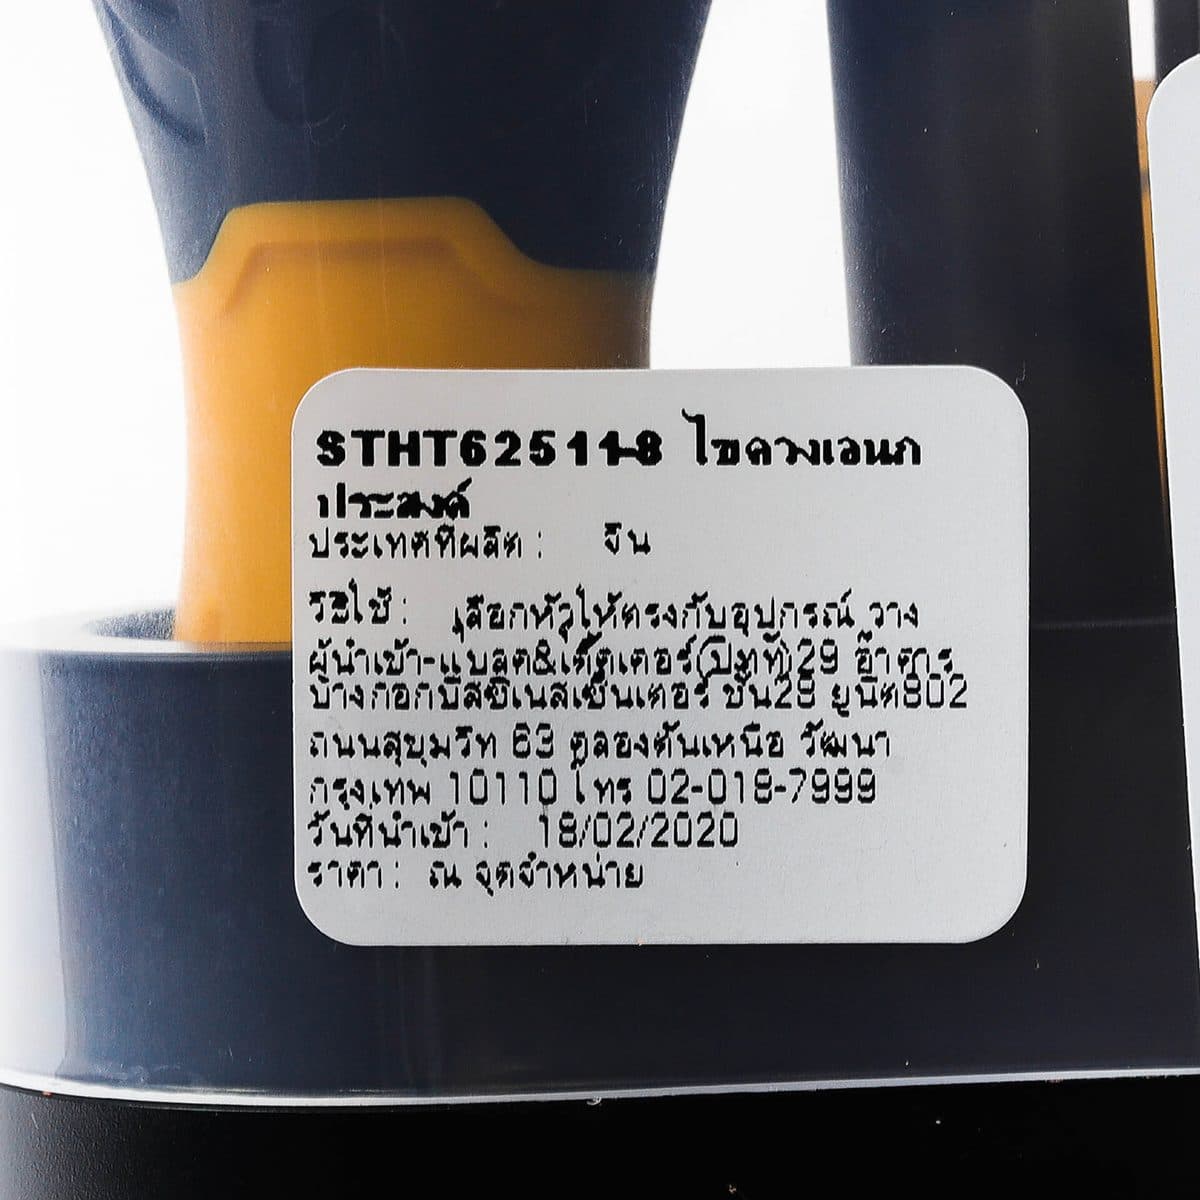 STHT62511-8 ไขควงเอนก
ประสงค์
ประเทศที่ผลิต : จีน
วิธีใช้ : เลือกหัวให้ตรงกับอุปกรณ์ วาง
ผู้นำเข้า-แบลค&เด็คเดอร์(ปทท)29 อาคาร
บางกอกบิสซิเนสเซ็นเตอร์ ชั้น28 ยูนิต802
ถนนสุขุมวิท 63 คลองตันเหนือ วัฒนา
กรุงเทพ 10110 โทร 02-018-7999
วันที่นำเข้า : 18/02/2020
ราคา : ณ จุดจำหน่าย